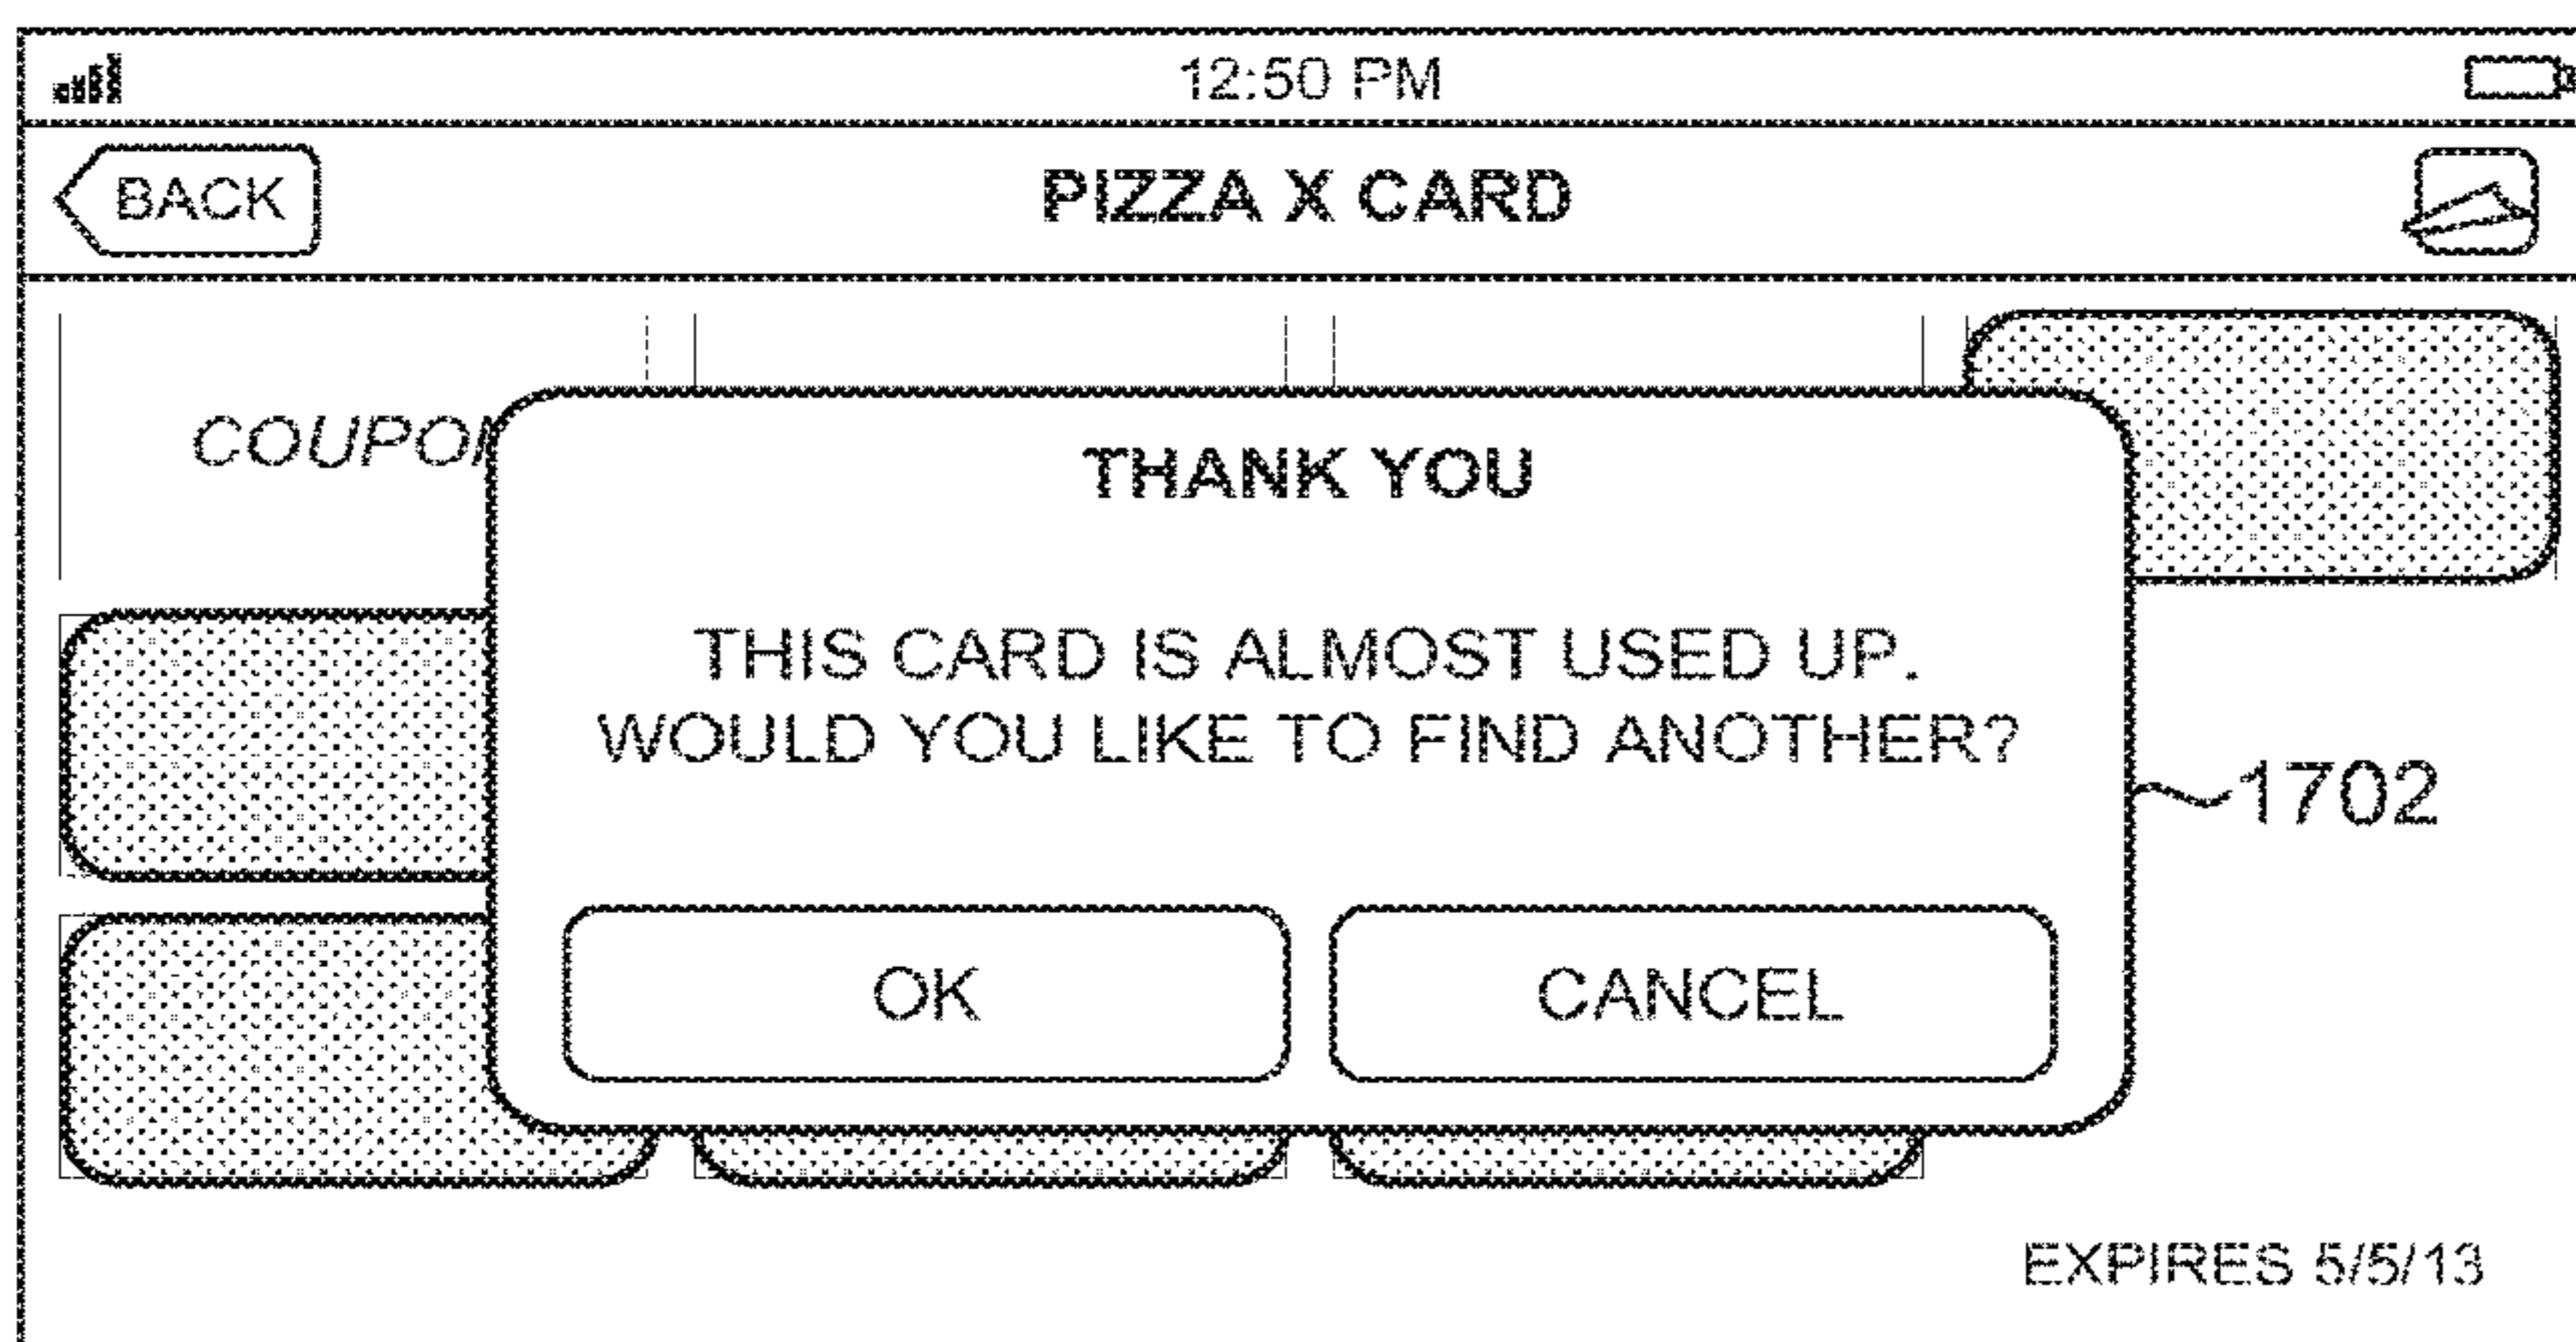 12:50 PM
BACK
PIZZA X CARD
COUPON
THANK YOU
THIS CARD IS ALMOST USED UP.
WOULD YOU LIKE TO FIND ANOTHER?
1702
OK
CANCEL
EXPIRES 5/5/13